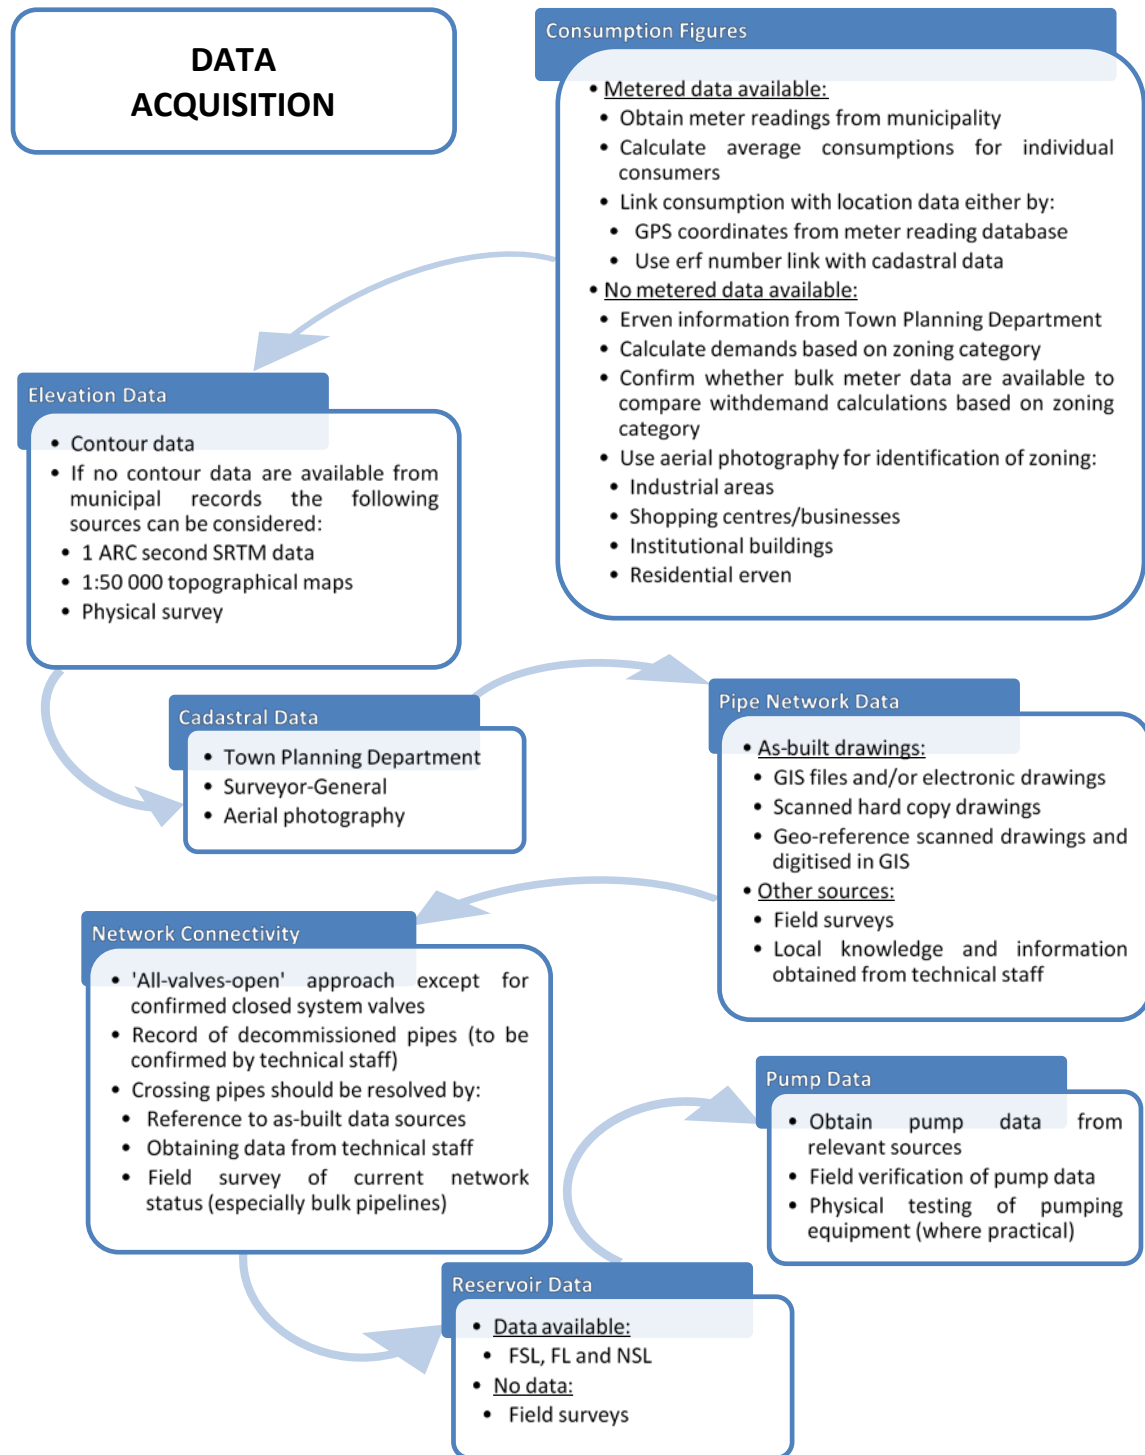 DATA
ACQUISITION
Consumption Figures
• Metered data available:
• Obtain meter readings from municipality
• Calculate average consumptions for individual
consumers
• Link consumption with location data either by:
• GPS coordinates from meter reading database
• Use erf number link with cadastral data
• No metered data available:
• Erven information from Town Planning Department
• Calculate demands based on zoning category
• Confirm whether bulk meter data are available to
compare withdemand calculations based on zoning
category
• Use aerial photography for identification of zoning:
• Industrial areas
• Shopping centres/businesses
• Institutional buildings
• Residential erven
Elevation Data
• Contour data
• If no contour data are available from
municipal records the following
sources can be considered:
• 1 ARC second SRTM data
• 1:50 000 topographical maps
• Physical survey
Cadastral Data
• Town Planning Department
• Surveyor-General
• Aerial photography
Pipe Network Data
• As-built drawings:
• GIS files and/or electronic drawings
• Scanned hard copy drawings
• Geo-reference scanned drawings and
digitised in GIS
• Other sources:
• Field surveys
• Local knowledge and information
obtained from technical staff
Network Connectivity
• 'All-valves-open' approach except for
confirmed closed system valves
• Record of decommissioned pipes (to be
confirmed by technical staff)
• Crossing pipes should be resolved by:
• Reference to as-built data sources
• Obtaining data from technical staff
• Field survey of current network
status (especially bulk pipelines)
Reservoir Data
• Data available:
• FSL, FL and NSL
• No data:
• Field surveys
Pump Data
• Obtain pump data from
relevant sources
• Field verification of pump data
• Physical testing of pumping
equipment (where practical)